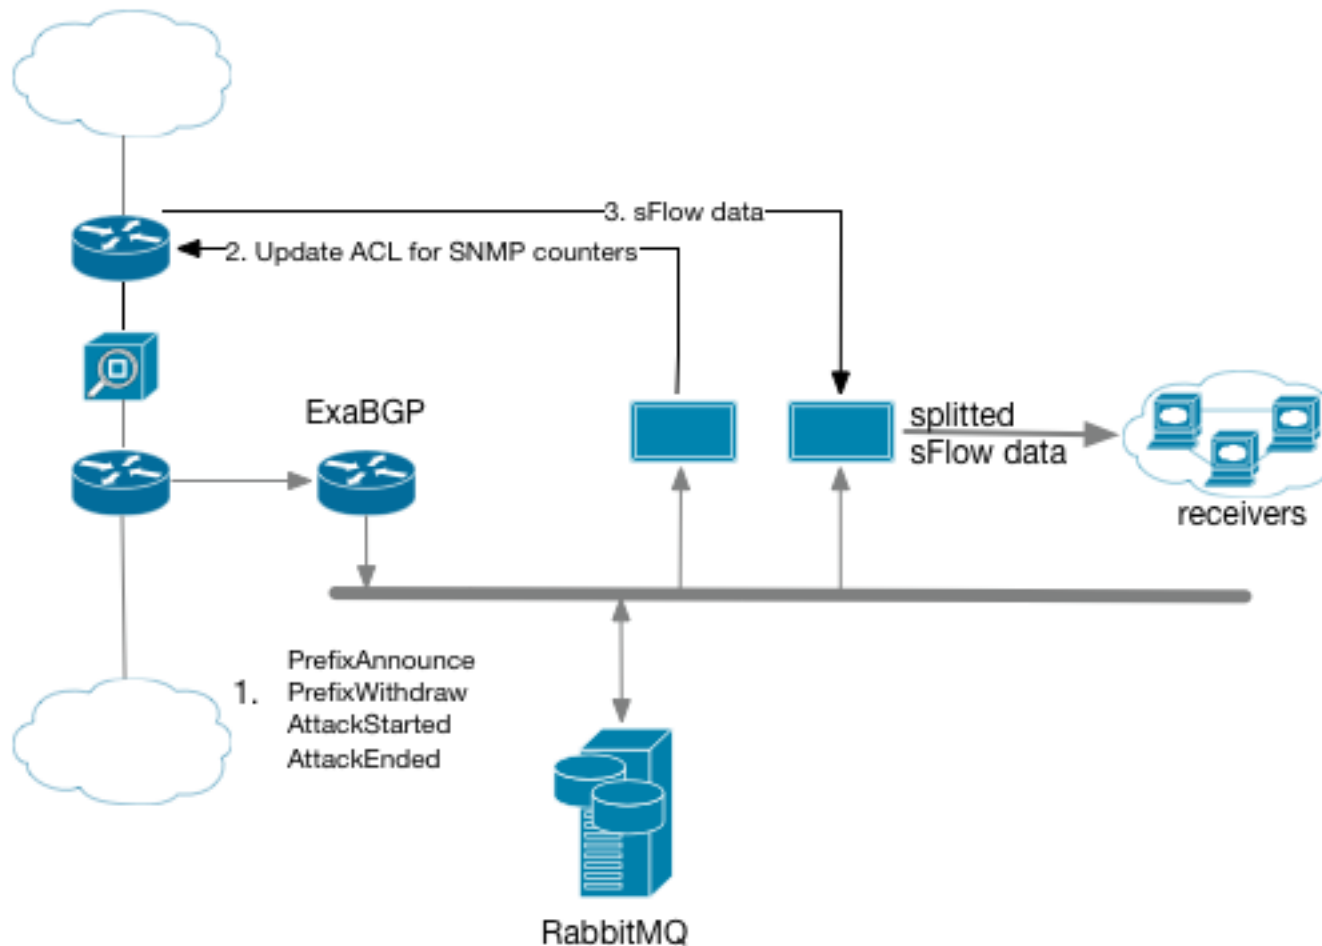 3. sFlow data
2. Update ACL for SNMP counters
ExaBGP
splitted
sFlow data
receivers
1.
PrefixAnnounce
PrefixWithdraw
AttackStarted
AttackEnded
RabbitMQ